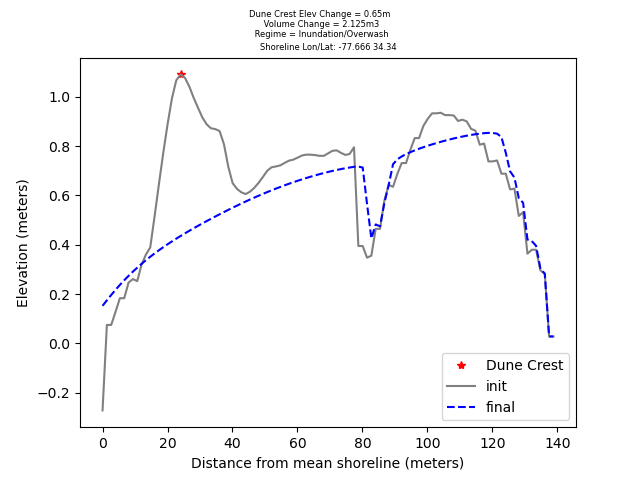 Dune Crest Elev Change = 0.65m
Volume Change = 2.125m3
Regime = Inundation/Overwash
Shoreline Lon/Lat: -77.666 34.34
1.0
0.8
0.6
0.4
0.2
0.0
−0.2
Elevation (meters)
Dune Crest
init
final
0 20 40 60 80 100 120 140
Distance from mean shoreline (meters)